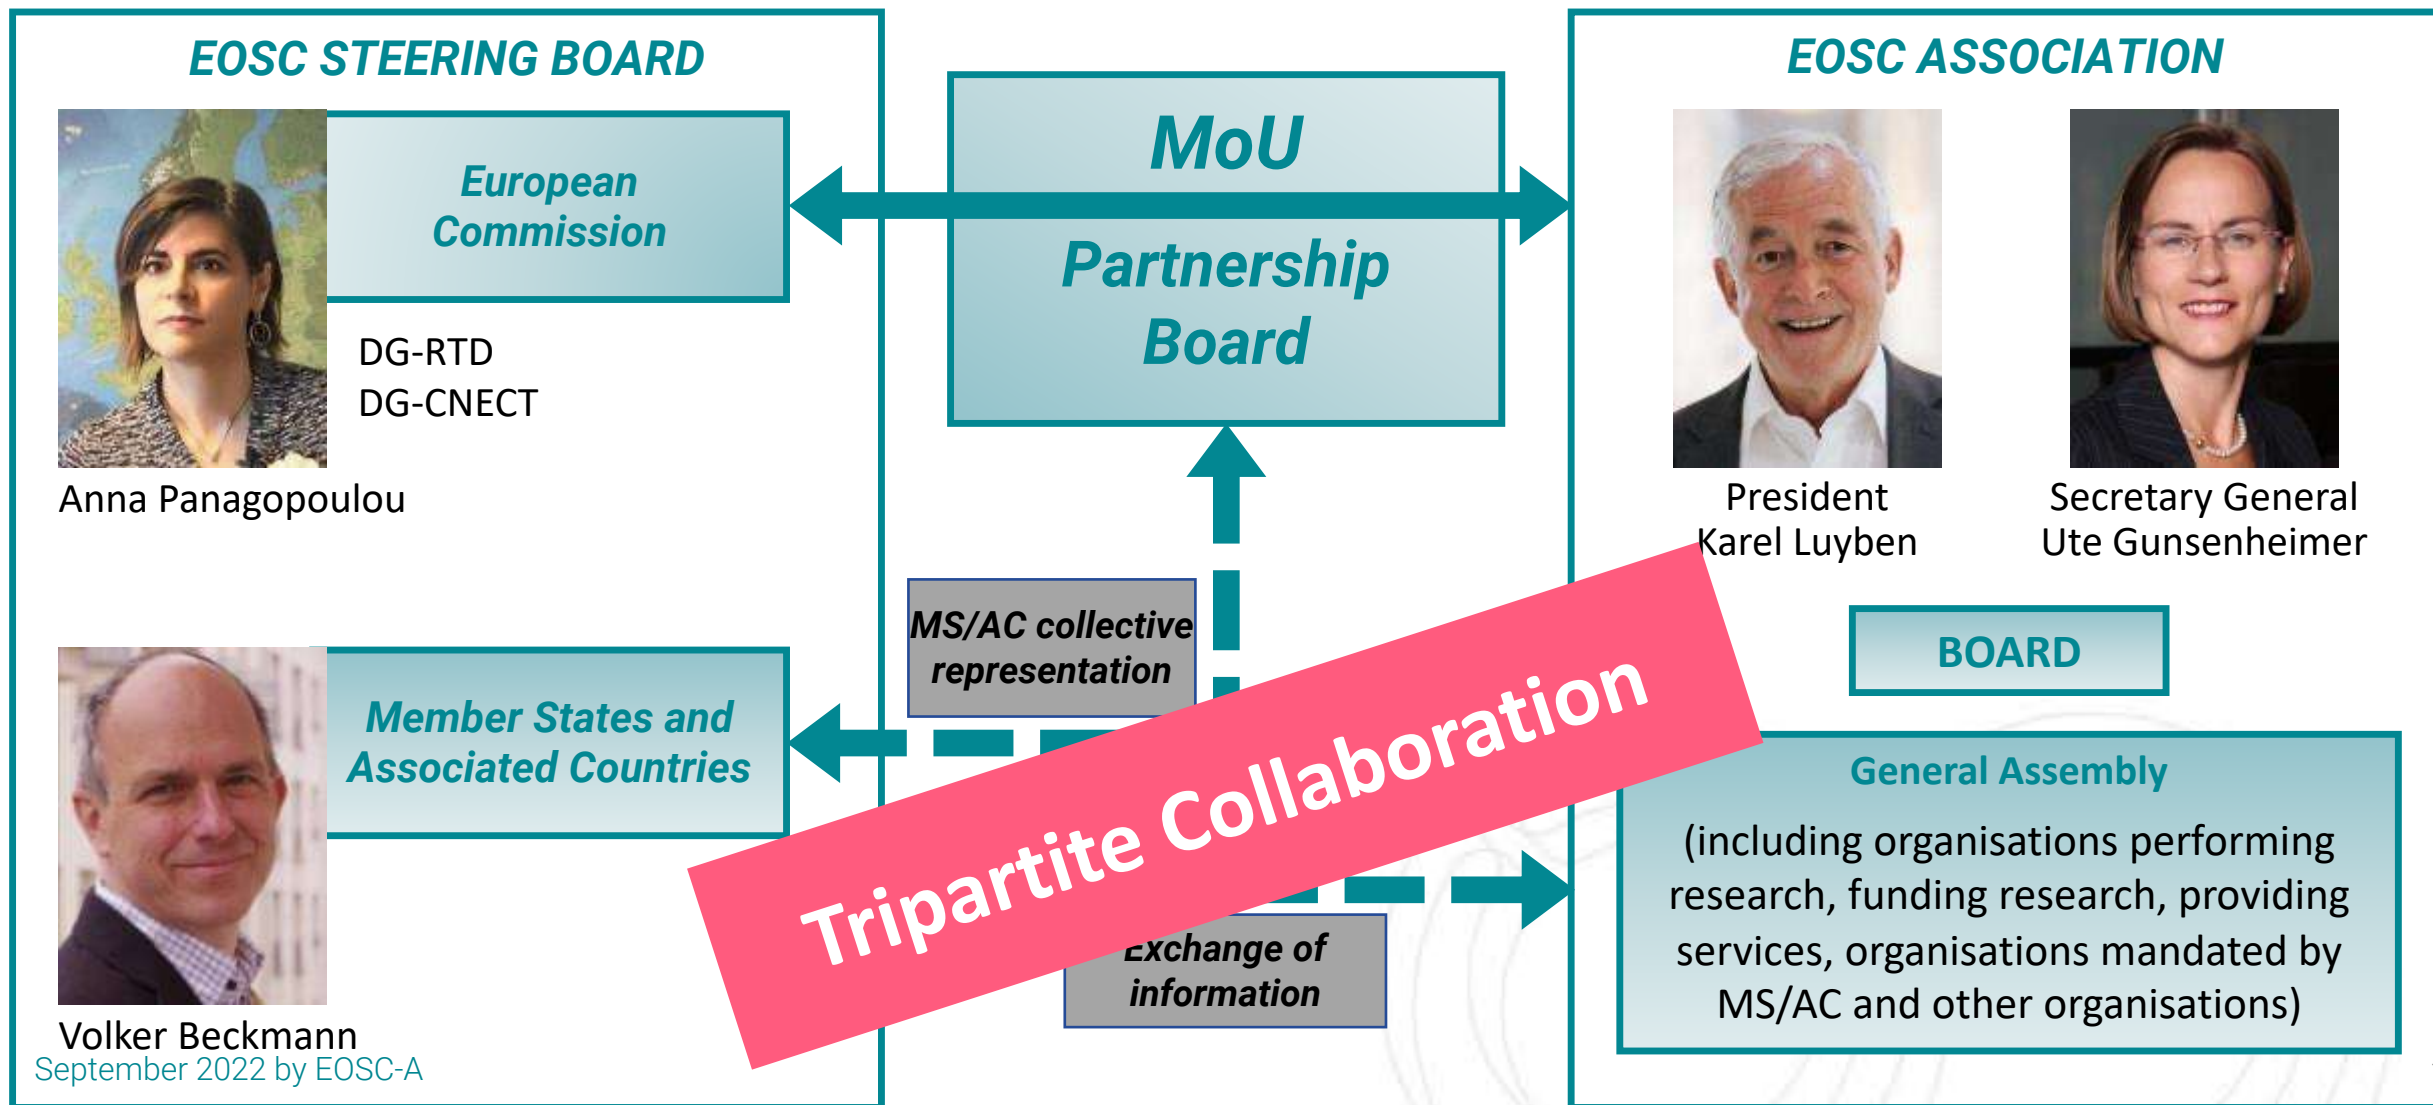 EOSC STEERING BOARD
European
Commission
DG-RTD
DG-CNECT
Anna Panagopoulou
Member States and
Associated Countries
Volker Beckmann
September 2022 by EOSC-A
MoU
Partnership
Board
MS/AC collective
representation
Tripartite Collaboration
Exchange of
information
EOSC ASSOCIATION
President
Karel Luyben
Secretary General
Ute Gunsenheimer
BOARD
General Assembly
(including organisations performing
research, funding research, providing
services, organisations mandated by
MS/AC and other organisations)